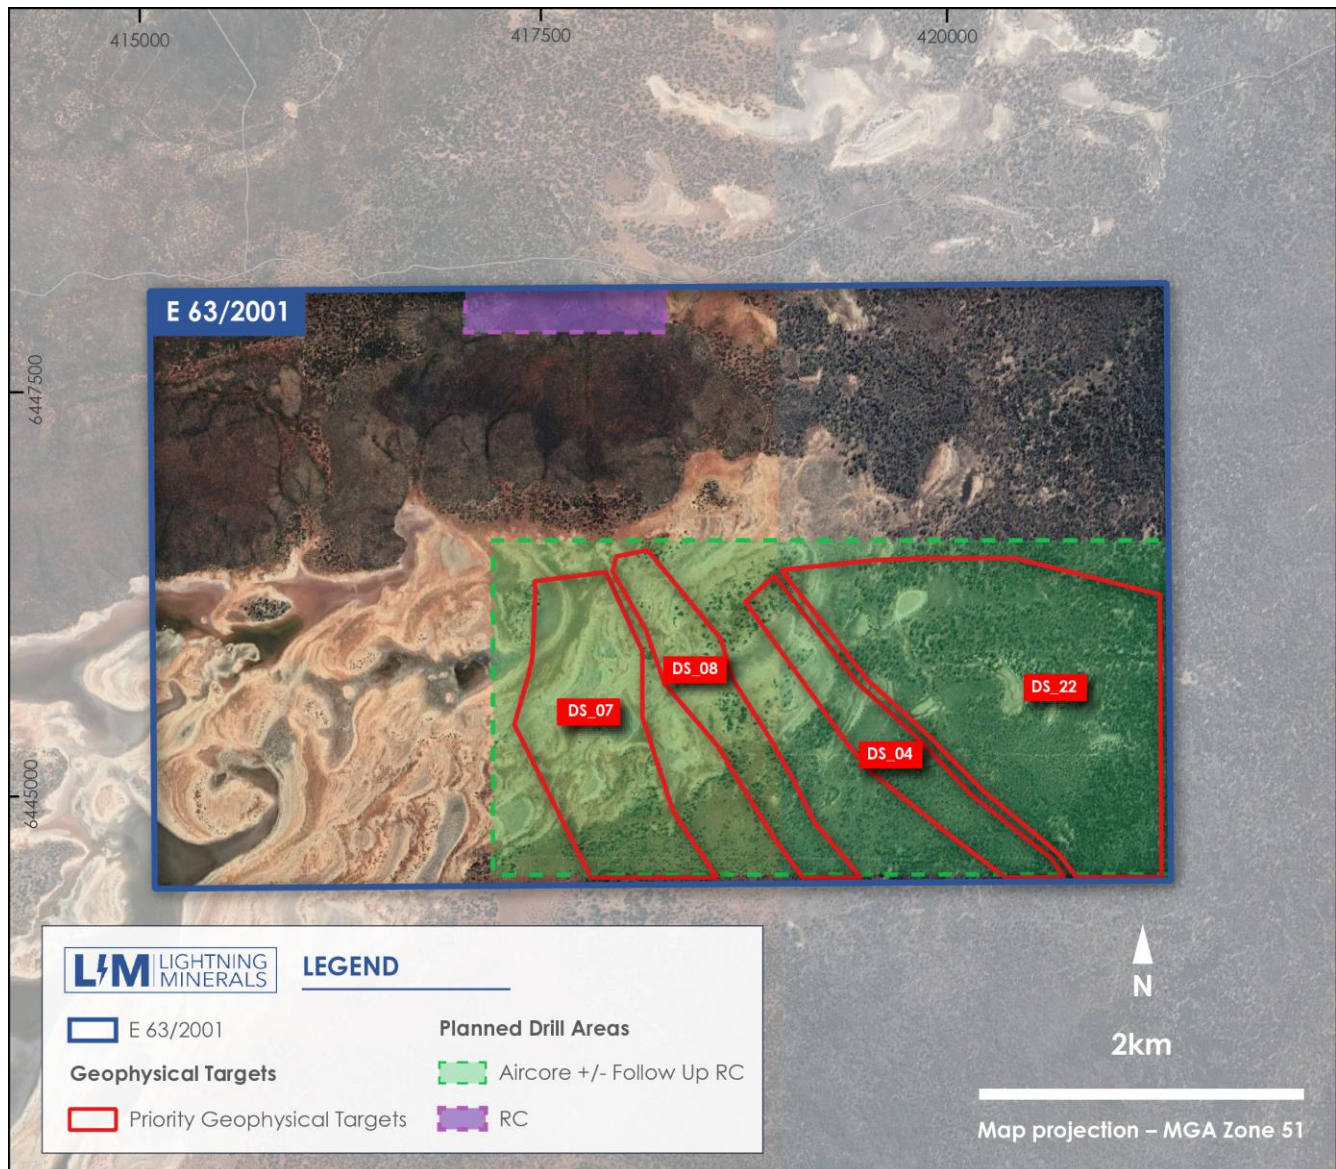 415000
417500
420000
E 63/2001
6447500
DS_08
DS_22
DS_07
DS_04
6445000
LM LIGHTNING
MINERALS
LEGEND
E 63/2001
Geophysical Targets
Priority Geophysical Targets
Planned Drill Areas
Aircore +/- Follow Up RC
RC
N
2km
Map projection – MGA Zone 51